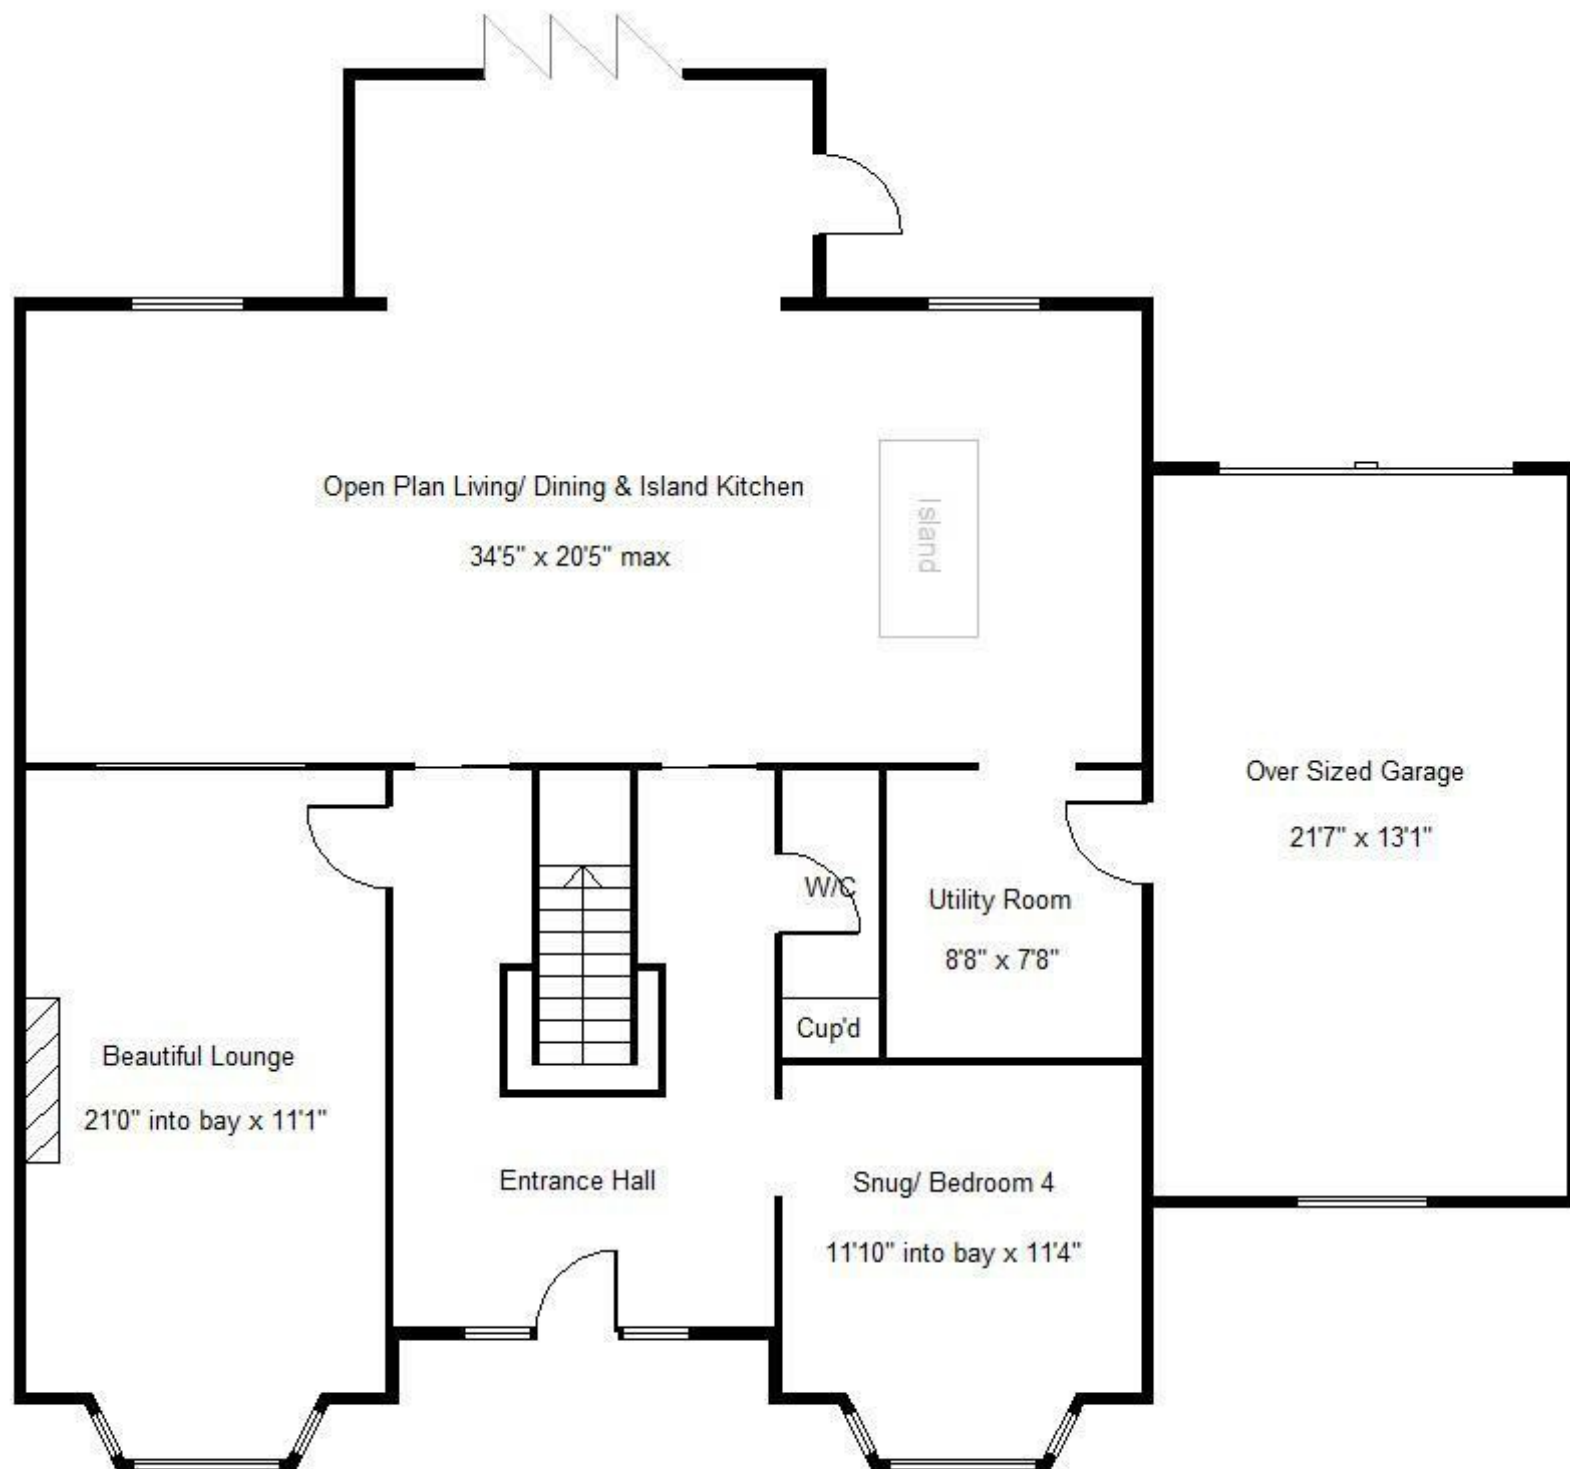 Open Plan Living/ Dining & Island Kitchen
34'5" x 20'5" max
Island
Over Sized Garage
21'7" x 13'1"
W/C
Utility Room
8'8" x 7'8"
Cup'd
Beautiful Lounge
21'0" into bay x 11'1"
Entrance Hall
Snug/ Bedroom 4
11'10" into bay x 11'4"